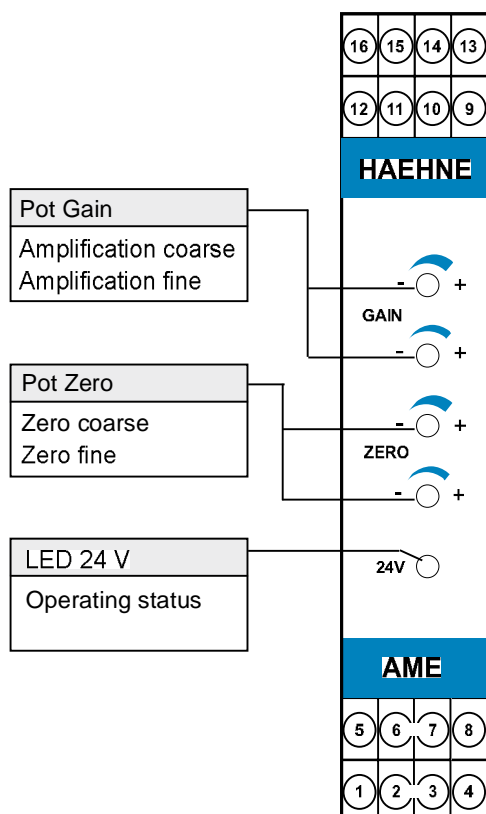 16 15 14 13
12 11 10 9
HAEHNE
Pot Gain
Amplification coarse
Amplification fine
- +
GAIN
- +
Pot Zero
Zero coarse
Zero fine
- +
ZERO
- +
LED 24 V
Operating status
24V
AME
5 6 7 8
1 2 3 4